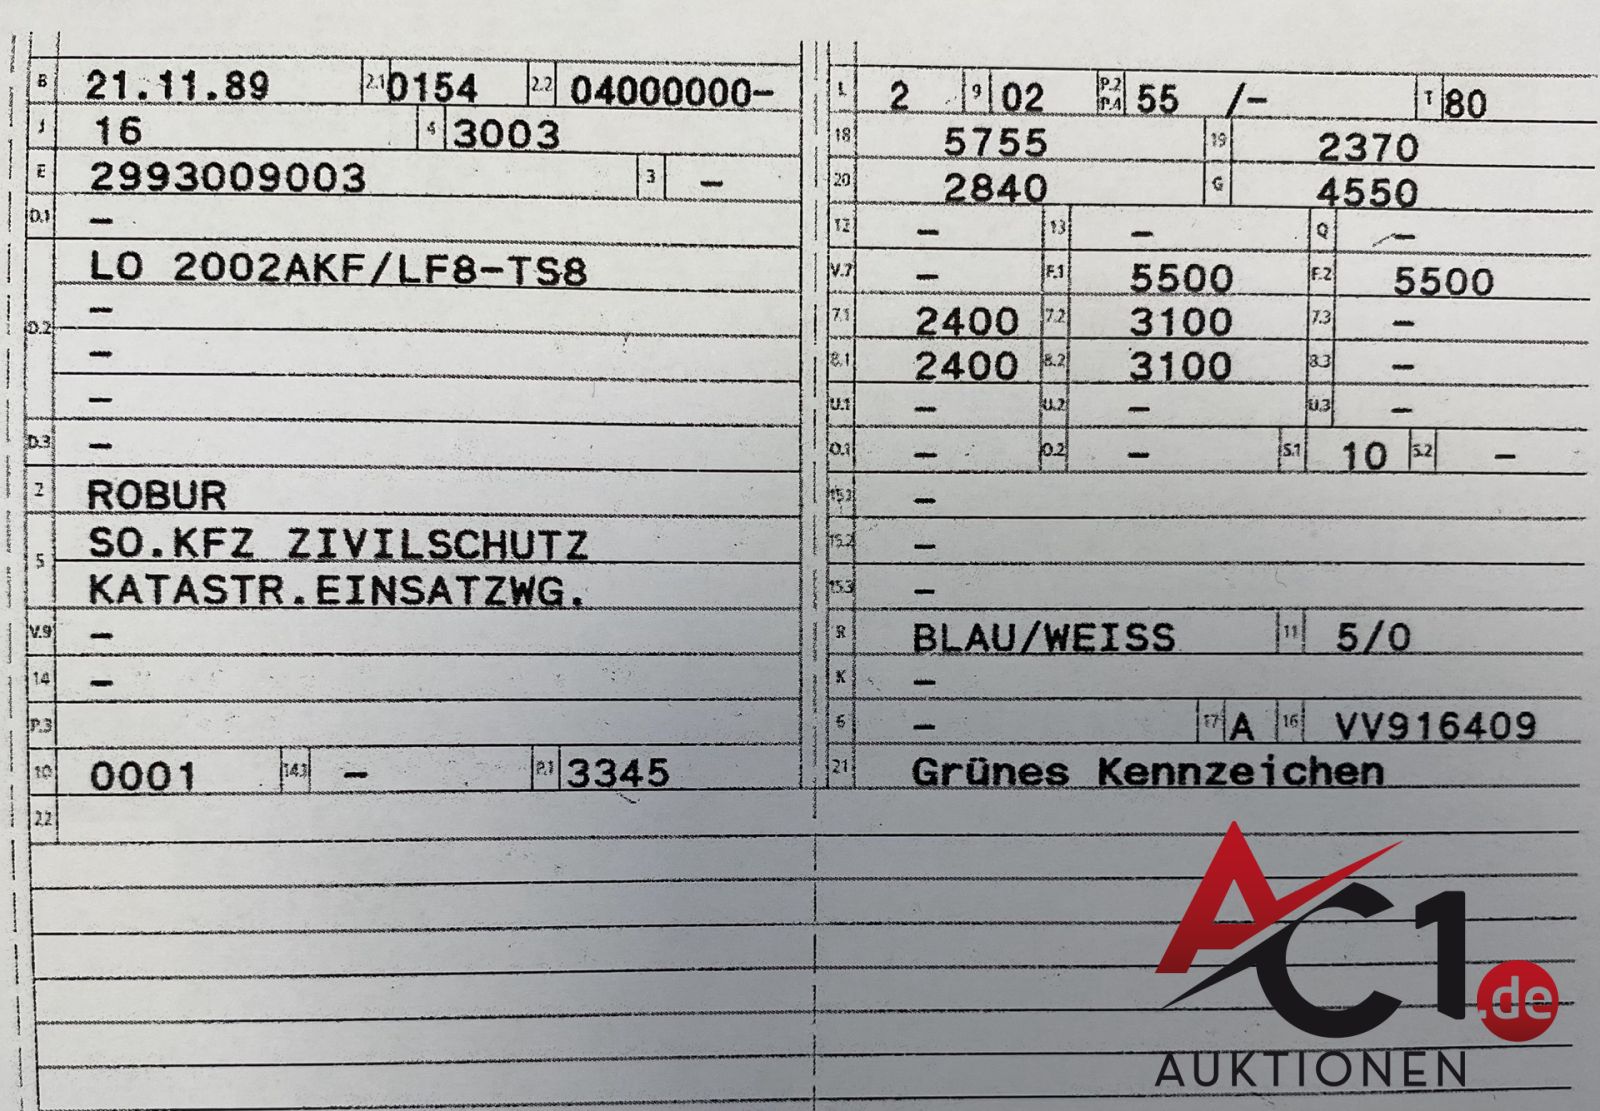 B 21.11.89 2.1 0154 2.2 04000000-
J 16 4 3003
E 2993009003 3 -
D.1 -
LO 2002AKF/LF8-TS8
-
D.2
-
-
D.3 -
2 ROBUR
SO.KFZ ZIVILSCHUTZ
5
KATASTR.EINSATZWG.
V.9 -
14 -
P.3
10 0001 14.1 - P.1 3345
22
L 2 9 02 P.2 P.4 55 /- T 80
18 5755 19 2370
20 2840 G 4550
12 - 13 - Q -
V.7 - F.1 5500 F.2 5500
7.1 2400 7.2 3100 7.3 -
8.1 2400 8.2 3100 8.3 -
U.1 - U.2 - U.3 -
O.1 - O.2 - S.1 10 S.2 -
15.1 -
15.2 -
15.3 -
R BLAU/WEISS 11 5/0
K -
6 - 17 A 16 VV916409
21 Grünes Kennzeichen
AC1.de
AUKTIONEN